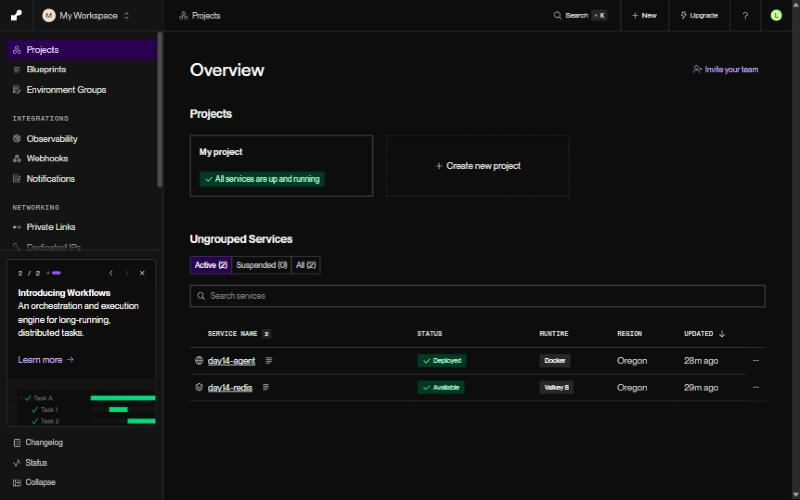 M My Workspace
Projects
Search ^ K
+ New
Upgrade
?
L
Projects
Blueprints
Environment Groups
INTEGRATIONS
Observability
Webhooks
Notifications
NETWORKING
Private Links
Dedicated IPs
2 / 2
Introducing Workflows
An orchestration and execution
engine for long-running,
distributed tasks.
Learn more →
Task A
Task 1
Task 2
Changelog
Status
Collapse
Overview
Invite your team
Projects
My project
All services are up and running
+ Create new project
Ungrouped Services
Active (2) Suspended (0) All (2)
Search services
SERVICE NAME 2 STATUS RUNTIME REGION UPDATED ↓
day14-agent Deployed Docker Oregon 28m ago ...
day14-redis Available Valkey 8 Oregon 29m ago ...